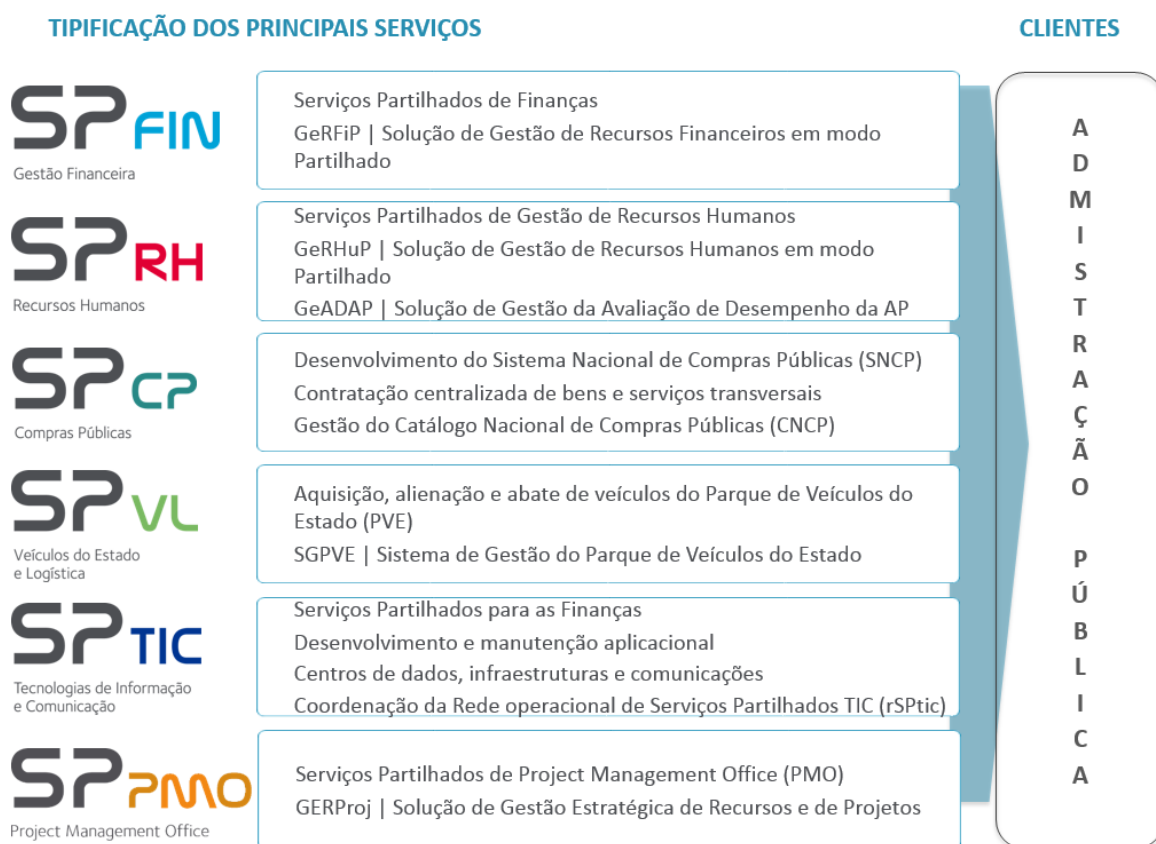 TIPIFICAÇÃO DOS PRINCIPAIS SERVIÇOS
CLIENTES
SP FIN
Gestão Financeira
Serviços Partilhados de Finanças
GeRFiP | Solução de Gestão de Recursos Financeiros em modo
Partilhado
SP RH
Recursos Humanos
Serviços Partilhados de Gestão de Recursos Humanos
GeRHuP | Solução de Gestão de Recursos Humanos em modo
Partilhado
GeADAP | Solução de Gestão da Avaliação de Desempenho da AP
SP CP
Compras Públicas
Desenvolvimento do Sistema Nacional de Compras Públicas (SNCP)
Contratação centralizada de bens e serviços transversais
Gestão do Catálogo Nacional de Compras Públicas (CNCP)
SP VL
Veículos do Estado
e Logística
Aquisição, alienação e abate de veículos do Parque de Veículos do
Estado (PVE)
SGPVE | Sistema de Gestão do Parque de Veículos do Estado
SP TIC
Tecnologias de Informação
e Comunicação
Serviços Partilhados para as Finanças
Desenvolvimento e manutenção aplicacional
Centros de dados, infraestruturas e comunicações
Coordenação da Rede operacional de Serviços Partilhados TIC (rSPtic)
SP PMO
Project Management Office
Serviços Partilhados de Project Management Office (PMO)
GERProj | Solução de Gestão Estratégica de Recursos e de Projetos
ADMISTRAÇÃO PÚBLICA